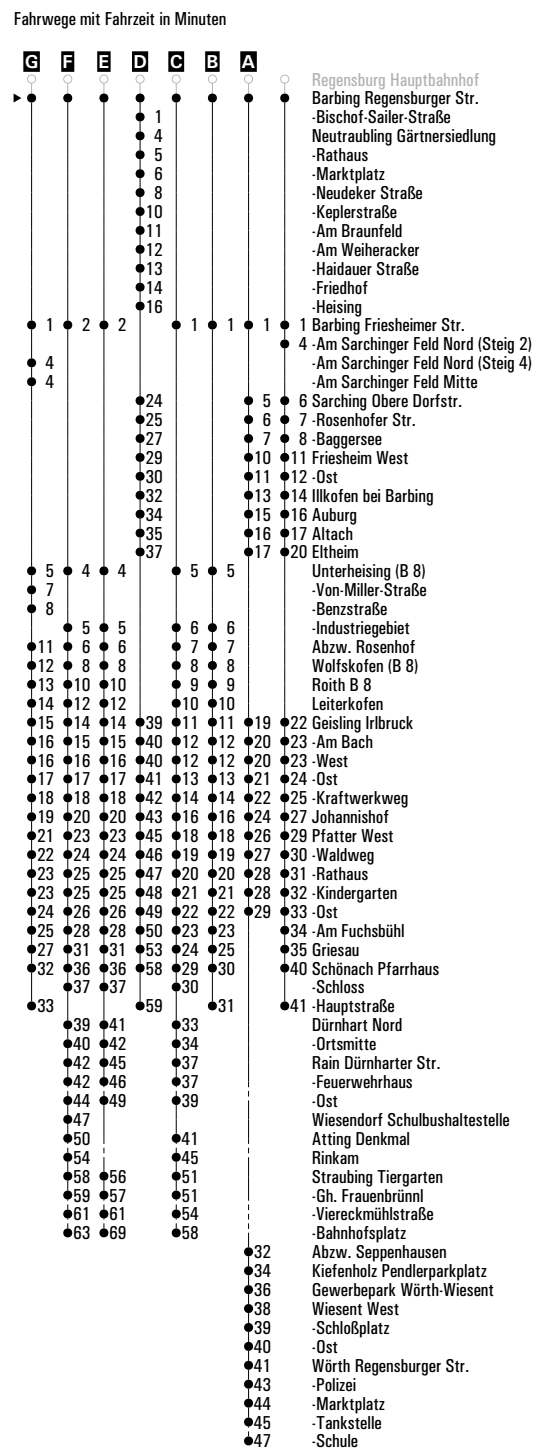 Fahrwege mit Fahrzeit in Minuten
G F E D C B A
Regensburg Hauptbahnhof
Barbing Regensburger Str.
1 -Bischof-Sailer-Straße
4 Neutraubling Gärtnersiedlung
5 -Rathaus
6 -Marktplatz
8 -Neudeker Straße
10 -Keplerstraße
11 -Am Braunfeld
12 -Am Weiheracker
13 -Haidauer Straße
14 -Friedhof
16 -Heising
1 2 2 1 1 1 1 Barbing Friesheimer Str.
4 -Am Sarchinger Feld Nord (Steig 2)
4 -Am Sarchinger Feld Nord (Steig 4)
4 -Am Sarchinger Feld Mitte
24 5 6 Sarching Obere Dorfstr.
25 6 7 -Rosenhofer Str.
27 7 8 -Baggersee
29 10 11 Friesheim West
30 11 12 -Ost
32 13 14 Illkofen bei Barbing
34 15 16 Auburg
35 16 17 Altach
37 17 20 Eltheim
5 4 4 5 5 Unterheising (B 8)
7 -Von-Miller-Straße
8 -Benzstraße
5 5 6 6 -Industriegebiet
11 6 6 7 7 Abzw. Rosenhof
12 8 8 8 8 Wolfskofen (B 8)
13 10 10 9 9 Roith B 8
14 12 12 10 10 Leiterkofen
15 14 14 39 11 11 19 22 Geisling Irlbruck
16 15 15 40 12 12 20 23 -Am Bach
16 16 16 40 12 12 20 23 -West
17 17 17 41 13 13 21 24 -Ost
18 18 18 42 14 14 22 25 -Kraftwerkweg
19 20 20 43 16 16 24 27 Johannishof
21 23 23 45 18 18 26 29 Pfatter West
22 24 24 46 19 19 27 30 -Waldweg
23 25 25 47 20 20 28 31 -Rathaus
23 25 25 48 21 21 28 32 -Kindergarten
24 26 26 49 22 22 29 33 -Ost
25 28 28 50 23 23 34 -Am Fuchsbühl
27 31 31 53 24 25 35 Griesau
32 36 36 58 29 30 40 Schönach Pfarrhaus
37 37 30 -Schloss
33 59 31 41 -Hauptstraße
39 41 33 Dürnhart Nord
40 42 34 -Ortsmitte
42 45 37 Rain Dürnharter Str.
42 46 37 -Feuerwehrhaus
44 49 39 -Ost
47 Wiesendorf Schulbushaltestelle
50 41 Atting Denkmal
54 45 Rinkam
58 56 51 Straubing Tiergarten
59 57 51 -Gh. Frauenbrünnl
61 61 54 -Viereckmühlstraße
63 69 58 -Bahnhofsplatz
32 Abzw. Seppenhausen
34 Kiefenholz Pendlerparkplatz
36 Gewerbepark Wörth-Wiesent
38 Wiesent West
39 -Schloßplatz
40 -Ost
41 Wörth Regensburger Str.
43 -Polizei
44 -Marktplatz
45 -Tankstelle
47 -Schule